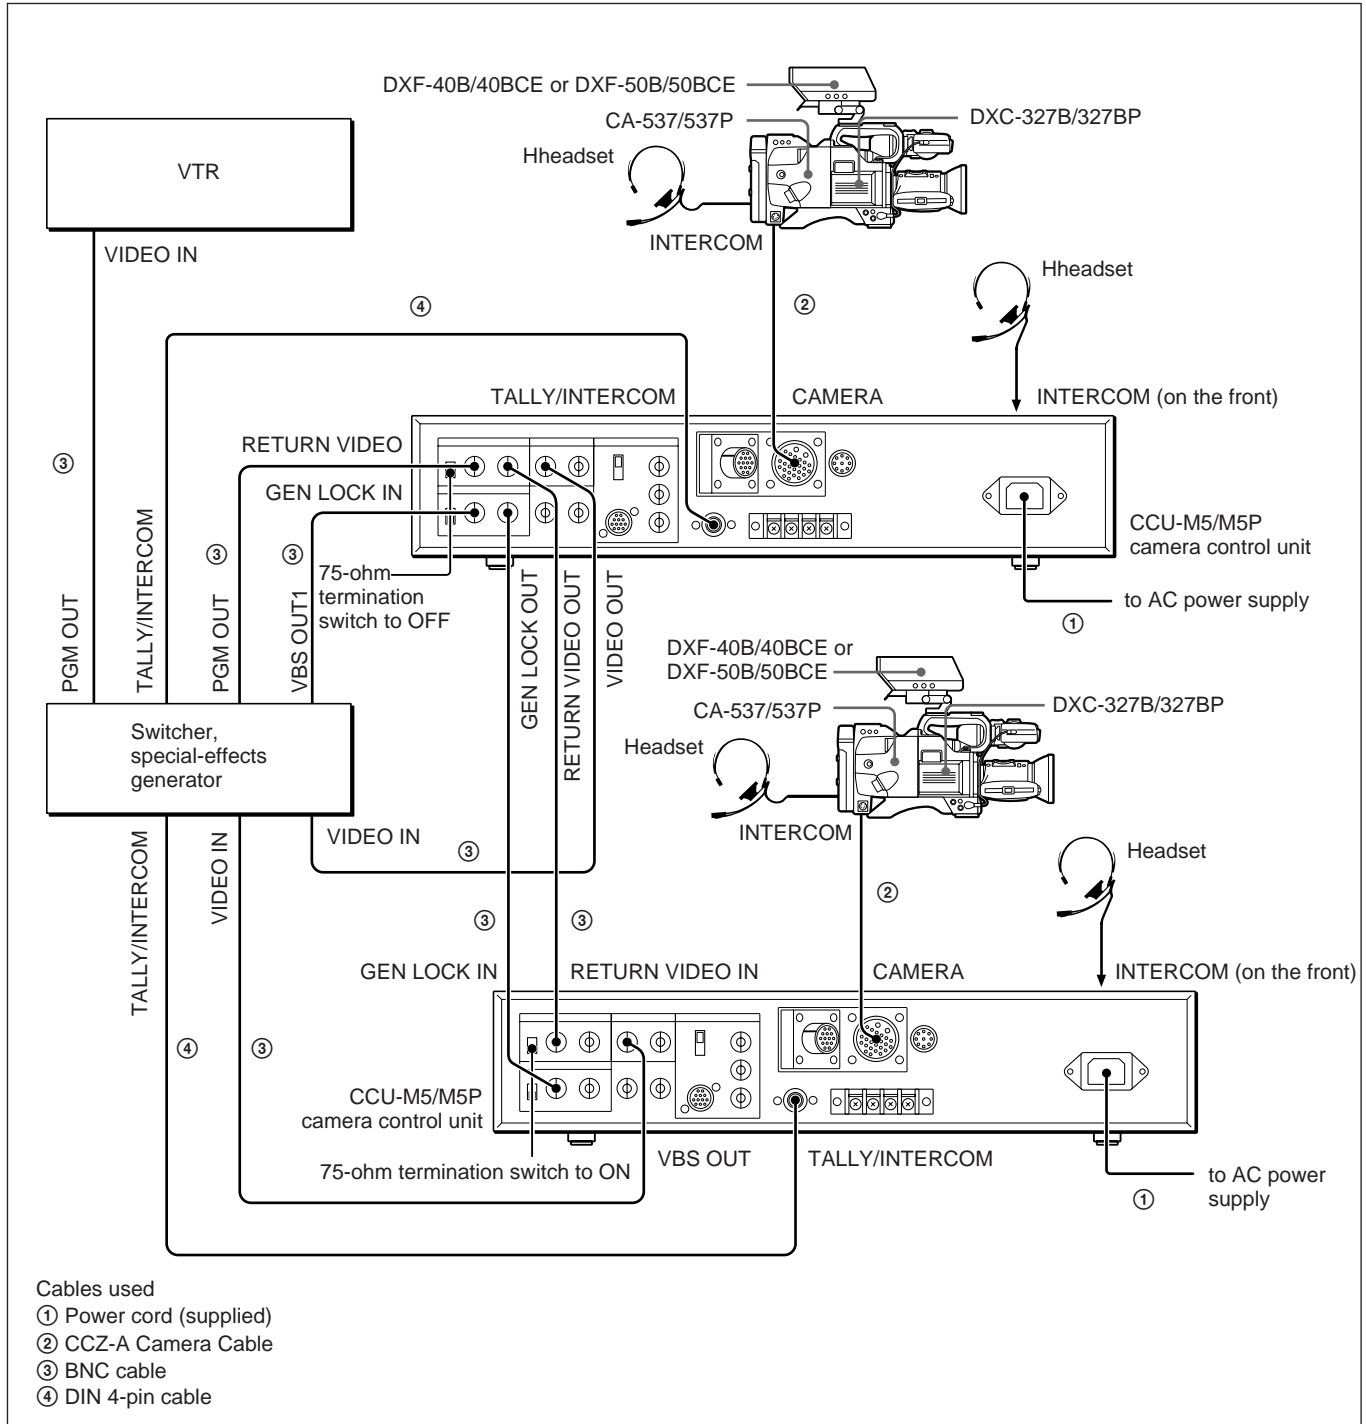 DXF-40B/40BCE or DXF-50B/50BCE
CA-537/537P
DXC-327B/327BP
Hheadset
VTR
INTERCOM
VIDEO IN
Hheadset
④
②
TALLY/INTERCOM
CAMERA
INTERCOM (on the front)
RETURN VIDEO
③
GEN LOCK IN
CCU-M5/M5P
camera control unit
③
③
75-ohm
termination
switch to OFF
to AC power supply
①
PGM OUT
TALLY/INTERCOM
PGM OUT
VBS OUT1
GEN LOCK OUT
RETURN VIDEO OUT
VIDEO OUT
DXF-40B/40BCE or
DXF-50B/50BCE
CA-537/537P
DXC-327B/327BP
Switcher,
special-effects
generator
Headset
INTERCOM
VIDEO IN
③
Headset
②
TALLY/INTERCOM
VIDEO IN
③
③
GEN LOCK IN
RETURN VIDEO IN
CAMERA
INTERCOM (on the front)
④
③
CCU-M5/M5P
camera control unit
75-ohm termination switch to ON
VBS OUT
TALLY/INTERCOM
①
to AC power
supply
Cables used
① Power cord (supplied)
② CCZ-A Camera Cable
③ BNC cable
④ DIN 4-pin cable